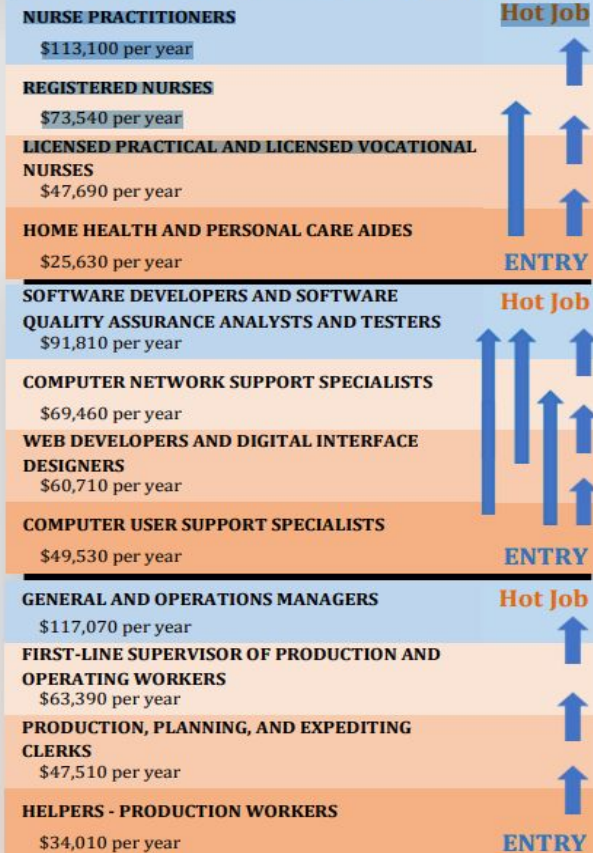 NURSE PRACTITIONERS
Hot Job
$113,100 per year
REGISTERED NURSES
$73,540 per year
LICENSED PRACTICAL AND LICENSED VOCATIONAL
NURSES
$47,690 per year
HOME HEALTH AND PERSONAL CARE AIDES
$25,630 per year
ENTRY
SOFTWARE DEVELOPERS AND SOFTWARE
Hot Job
QUALITY ASSURANCE ANALYSTS AND TESTERS
$91,810 per year
COMPUTER NETWORK SUPPORT SPECIALISTS
$69,460 per year
WEB DEVELOPERS AND DIGITAL INTERFACE
DESIGNERS
$60,710 per year
COMPUTER USER SUPPORT SPECIALISTS
$49,530 per year
ENTRY
GENERAL AND OPERATIONS MANAGERS
Hot Job
$117,070 per year
FIRST-LINE SUPERVISOR OF PRODUCTION AND
OPERATING WORKERS
$63,390 per year
PRODUCTION, PLANNING, AND EXPEDITING
CLERKS
$47,510 per year
HELPERS - PRODUCTION WORKERS
$34,010 per year
ENTRY